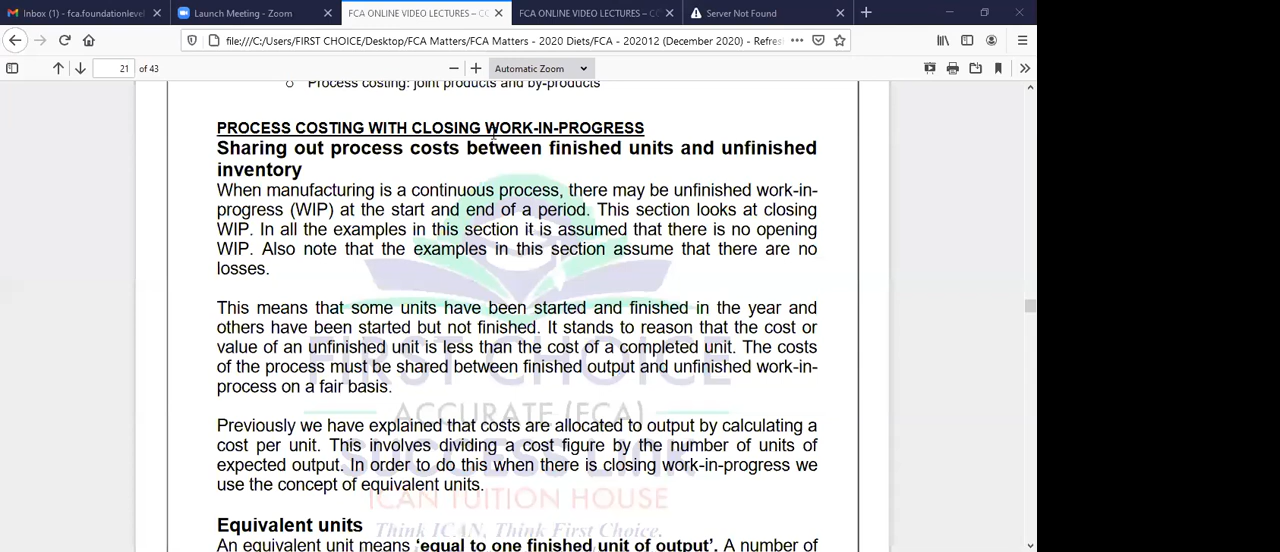 Inbox (1) - fca.foundationlevel
Launch Meeting - Zoom
FCA ONLINE VIDEO LECTURES – CC
FCA ONLINE VIDEO LECTURES – CC
Server Not Found
file:///C:/Users/FIRST CHOICE/Desktop/FCA Matters/FCA Matters - 2020 Diets/FCA - 202012 (December 2020) - Refres
21 of 43
Automatic Zoom
o Process costing: joint products and by-products
PROCESS COSTING WITH CLOSING WORK-IN-PROGRESS
Sharing out process costs between finished units and unfinished
inventory
When manufacturing is a continuous process, there may be unfinished work-in-
progress (WIP) at the start and end of a period. This section looks at closing
WIP. In all the examples in this section it is assumed that there is no opening
WIP. Also note that the examples in this section assume that there are no
losses.
This means that some units have been started and finished in the year and
others have been started but not finished. It stands to reason that the cost or
value of an unfinished unit is less than the cost of a completed unit. The costs
of the process must be shared between finished output and unfinished work-in-
process on a fair basis.
Previously we have explained that costs are allocated to output by calculating a
cost per unit. This involves dividing a cost figure by the number of units of
expected output. In order to do this when there is closing work-in-progress we
use the concept of equivalent units.
Equivalent units
An equivalent unit means ‘equal to one finished unit of output’. A number of
FIRST CHOICE
ACCURATE (FCA)
SUCCESS LINK
ICAN TUITION HOUSE
Think ICAN, Think First Choice.